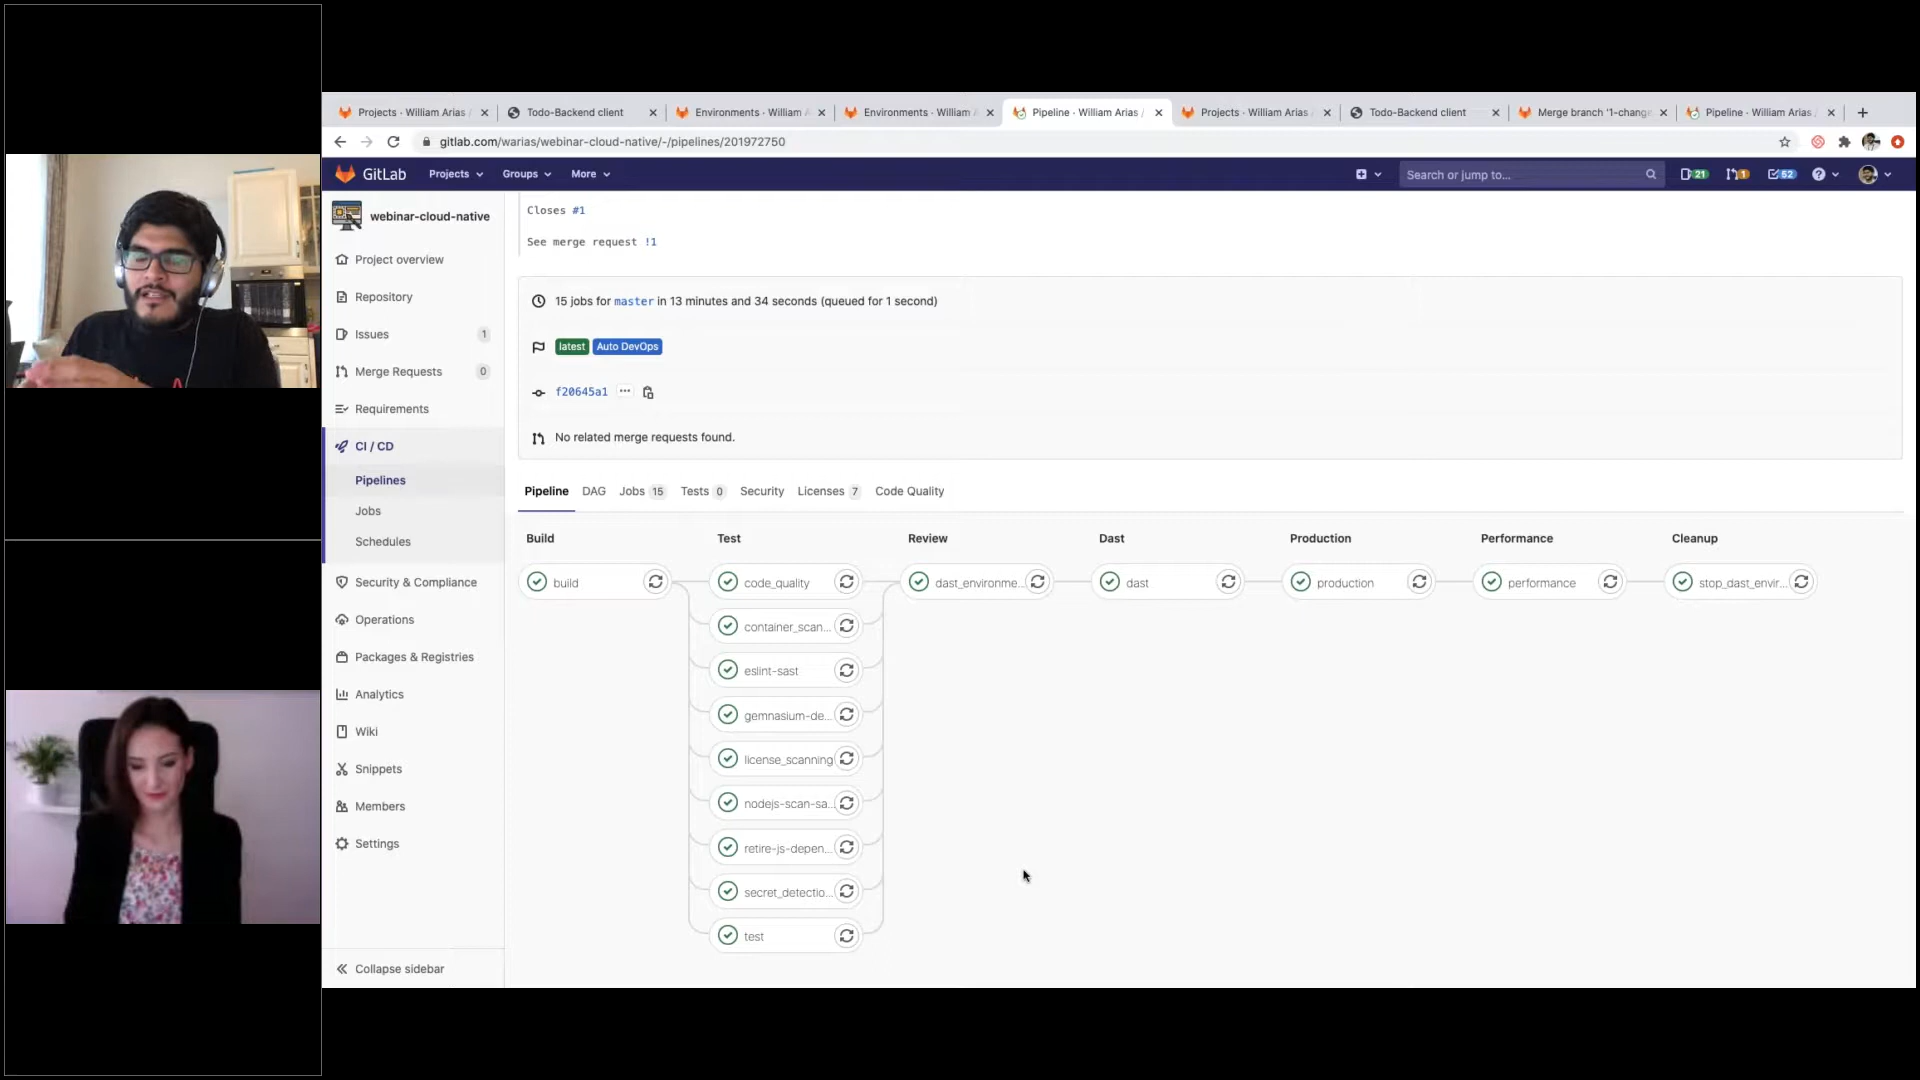 Projects · William Arias /
Todo-Backend client
Environments · William A
Environments · William A
Pipeline · William Arias /
Projects · William Arias
Todo-Backend client
Merge branch '1-chang
Pipeline · William Arias /
gitlab.com/warias/webinar-cloud-native/-/pipelines/201972750
GitLab
Projects
Groups
More
Search or jump to...
21
1
52
webinar-cloud-native
Project overview
Repository
Issues 1
Merge Requests 0
Requirements
CI / CD
Pipelines
Jobs
Schedules
Security & Compliance
Operations
Packages & Registries
Analytics
Wiki
Snippets
Members
Settings
Collapse sidebar
Closes #1
See merge request !1
15 jobs for master in 13 minutes and 34 seconds (queued for 1 second)
latest Auto DevOps
f20645a1 ...
No related merge requests found.
Pipeline DAG Jobs 15 Tests 0 Security Licenses 7 Code Quality
Build Test Review Dast Production Performance Cleanup
build code_quality dast_environme... dast production performance stop_dast_envir...
container_scan...
eslint-sast
gemnasium-de...
license_scanning
nodejs-scan-sa...
retire-js-depen...
secret_detectio...
test